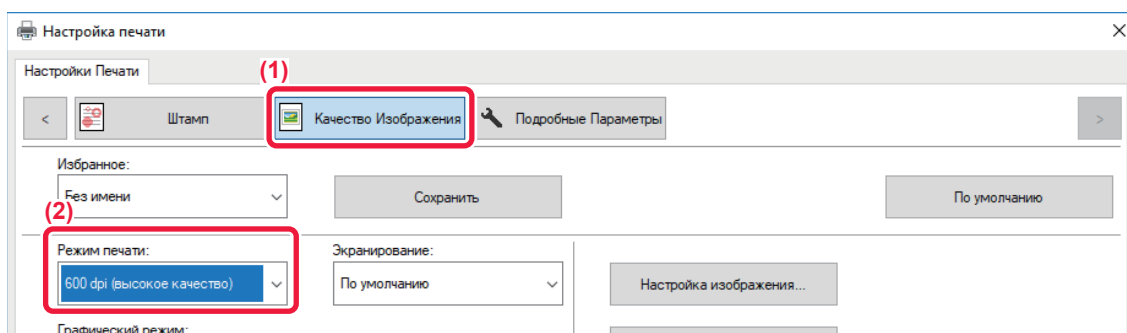 Настройка печати
Настройки Печати
(1)
<
Штамп
Качество Изображения
Подробные Параметры
>
Избранное:
Без имени
Сохранить
По умолчанию
(2)
Режим печати:
Экранирование:
600 dpi (высокое качество)
По умолчанию
Настройка изображения...
Графический режим: